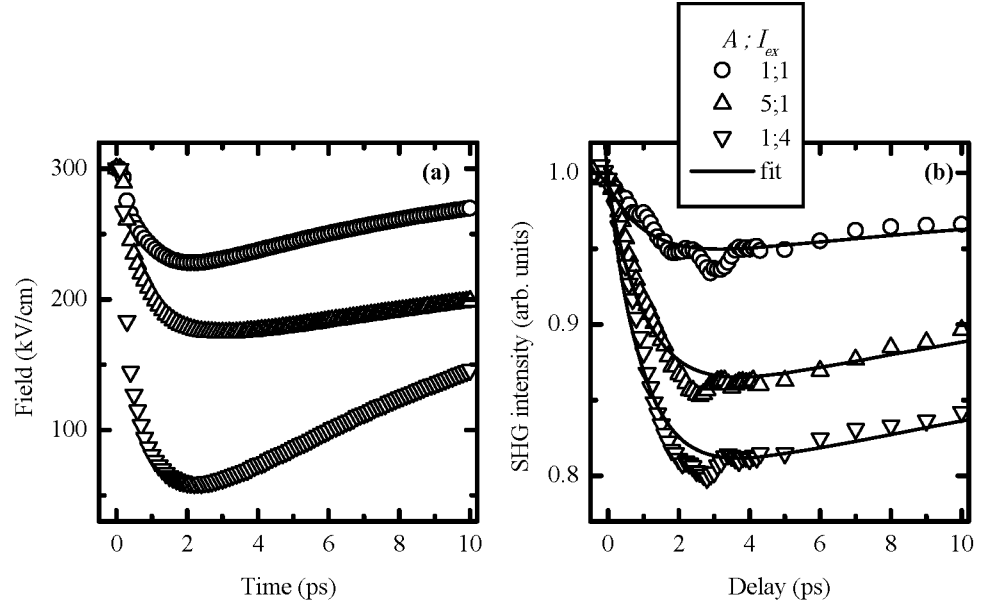 A ; I_ex
1;1
5;1
1;4
fit
(a)
300
200
100
Field (kV/cm)
0 2 4 6 8 10
Time (ps)
(b)
1.0
0.9
0.8
SHG intensity (arb. units)
0 2 4 6 8 10
Delay (ps)